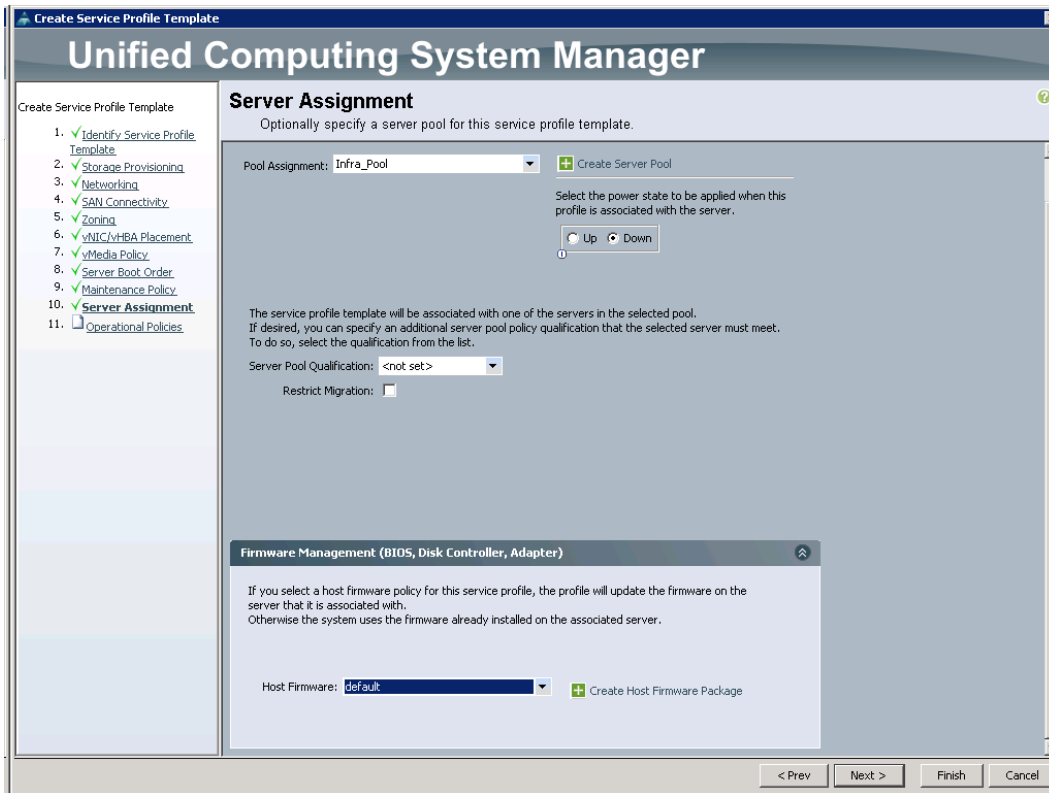 Create Service Profile Template
Unified Computing System Manager
Create Service Profile Template
1. Identify Service Profile
Template
2. Storage Provisioning
3. Networking
4. SAN Connectivity
5. Zoning
6. vNIC/vHBA Placement
7. vMedia Policy
8. Server Boot Order
9. Maintenance Policy
10. Server Assignment
11. Operational Policies
Server Assignment
Optionally specify a server pool for this service profile template.
Pool Assignment: Infra_Pool
Create Server Pool
Select the power state to be applied when this
profile is associated with the server.
Up Down
The service profile template will be associated with one of the servers in the selected pool.
If desired, you can specify an additional server pool policy qualification that the selected server must meet.
To do so, select the qualification from the list.
Server Pool Qualification: <not set>
Restrict Migration:
Firmware Management (BIOS, Disk Controller, Adapter)
If you select a host firmware policy for this service profile, the profile will update the firmware on the
server that it is associated with.
Otherwise the system uses the firmware already installed on the associated server.
Host Firmware: default
Create Host Firmware Package
< Prev Next > Finish Cancel